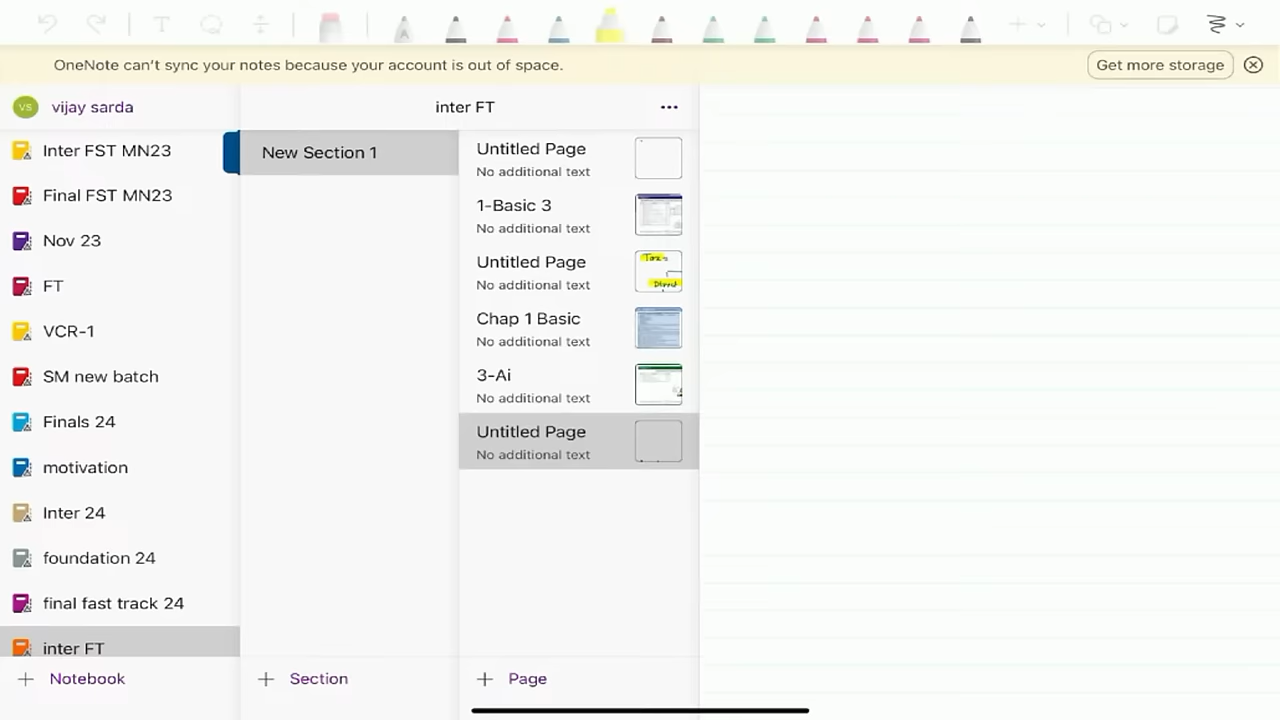 OneNote can't sync your notes because your account is out of space.
Get more storage
VS
vijay sarda
Inter FST MN23
Final FST MN23
Nov 23
FT
VCR-1
SM new batch
Finals 24
motivation
Inter 24
foundation 24
final fast track 24
inter FT
Notebook
inter FT
New Section 1
Section
Untitled Page
No additional text
1-Basic 3
No additional text
Untitled Page
No additional text
Chap 1 Basic
No additional text
3-Ai
No additional text
Untitled Page
No additional text
Page